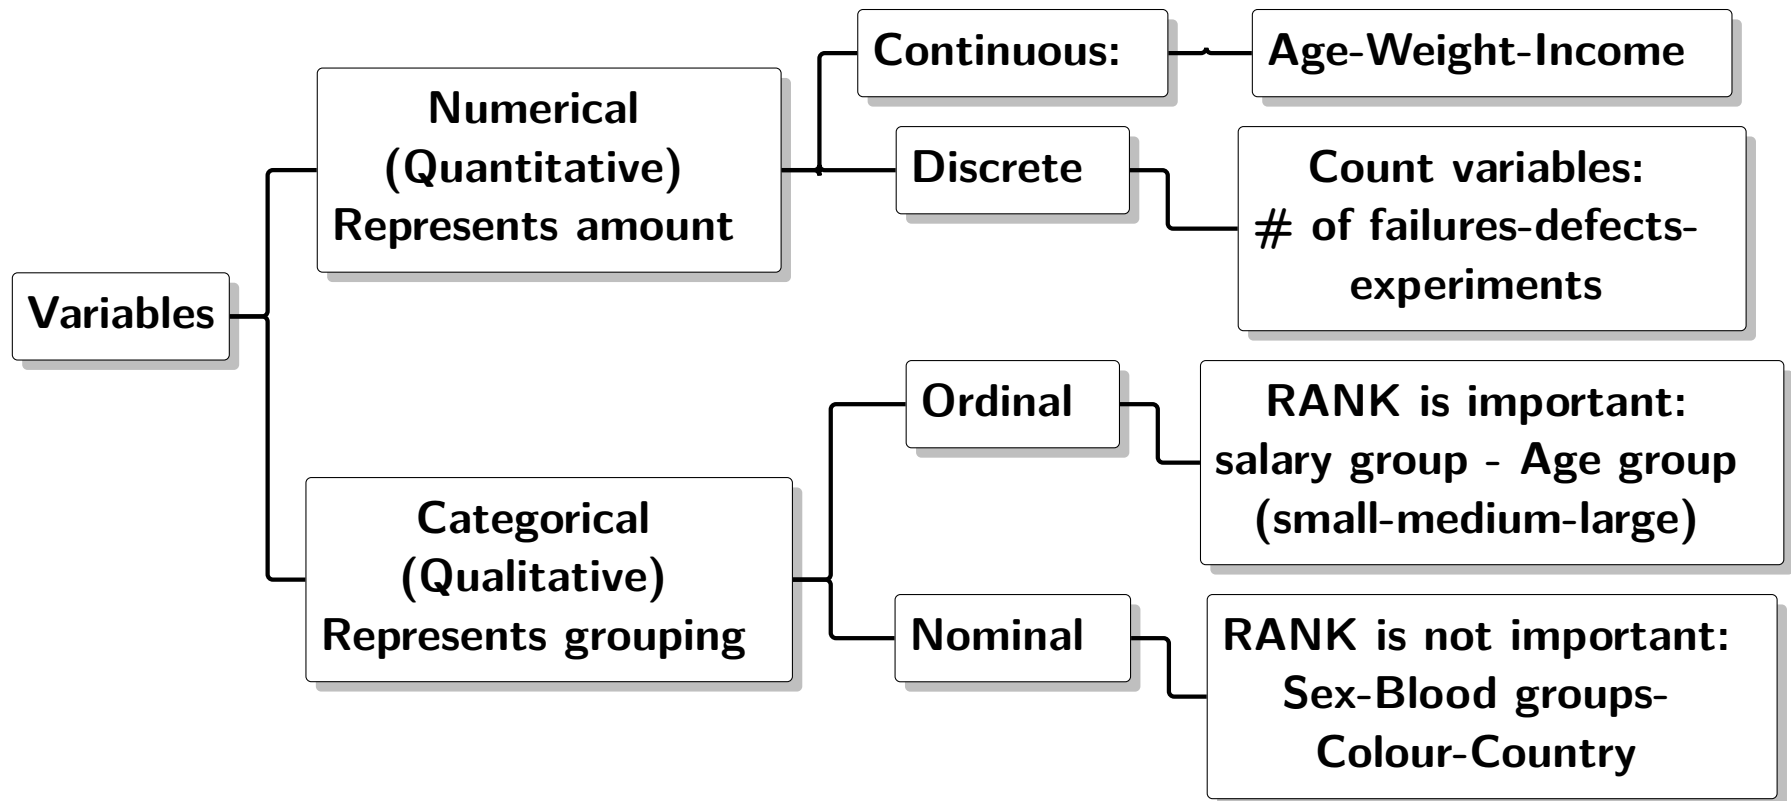 Variables
Numerical
(Quantitative)
Represents amount
Continuous:
Age-Weight-Income
Discrete
Count variables:
# of failures-defects-
experiments
Categorical
(Qualitative)
Represents grouping
Ordinal
RANK is important:
salary group - Age group
(small-medium-large)
Nominal
RANK is not important:
Sex-Blood groups-
Colour-Country